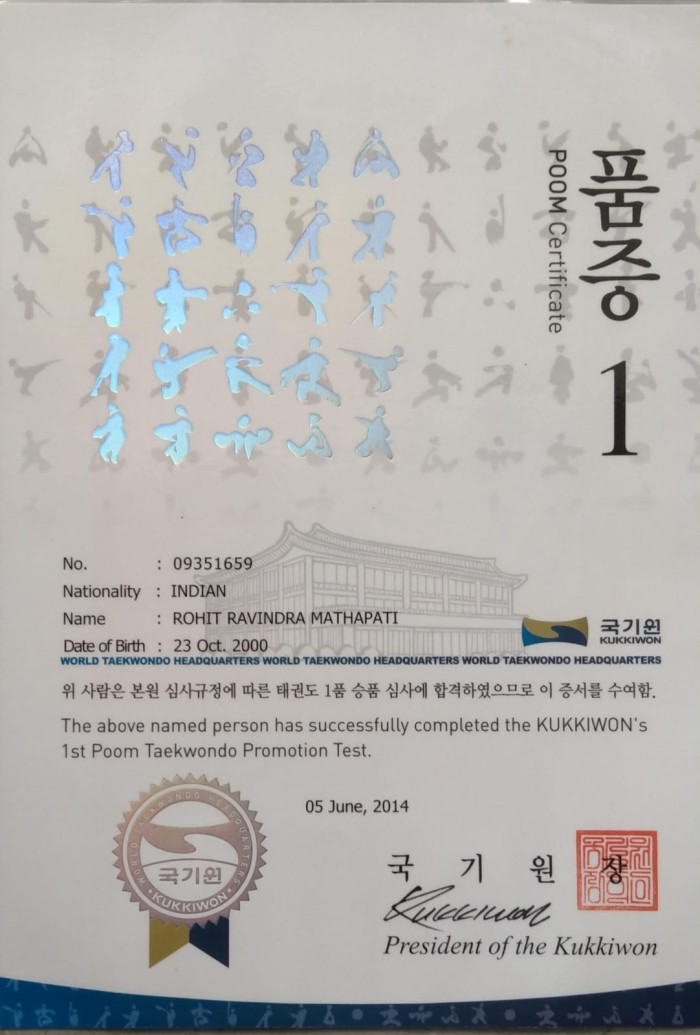 품증
POOM Certificate
1
No. : 09351659
Nationality : INDIAN
Name : ROHIT RAVINDRA MATHAPATI
Date of Birth : 23 Oct. 2000
국기원
KUKKIWON
WORLD TAEKWONDO HEADQUARTERS WORLD TAEKWONDO HEADQUARTERS WORLD TAEKWONDO HEADQUARTERS
위 사람은 본원 심사규정에 따른 태권도 1품 승품 심사에 합격하였으므로 이 증서를 수여함.
The above named person has successfully completed the KUKKIWON's
1st Poom Taekwondo Promotion Test.
05 June, 2014
WORLD TAEKWONDO HEADQUARTERS
국기원
KUKKIWON
국 기 원 장
Kukkiwon
President of the Kukkiwon